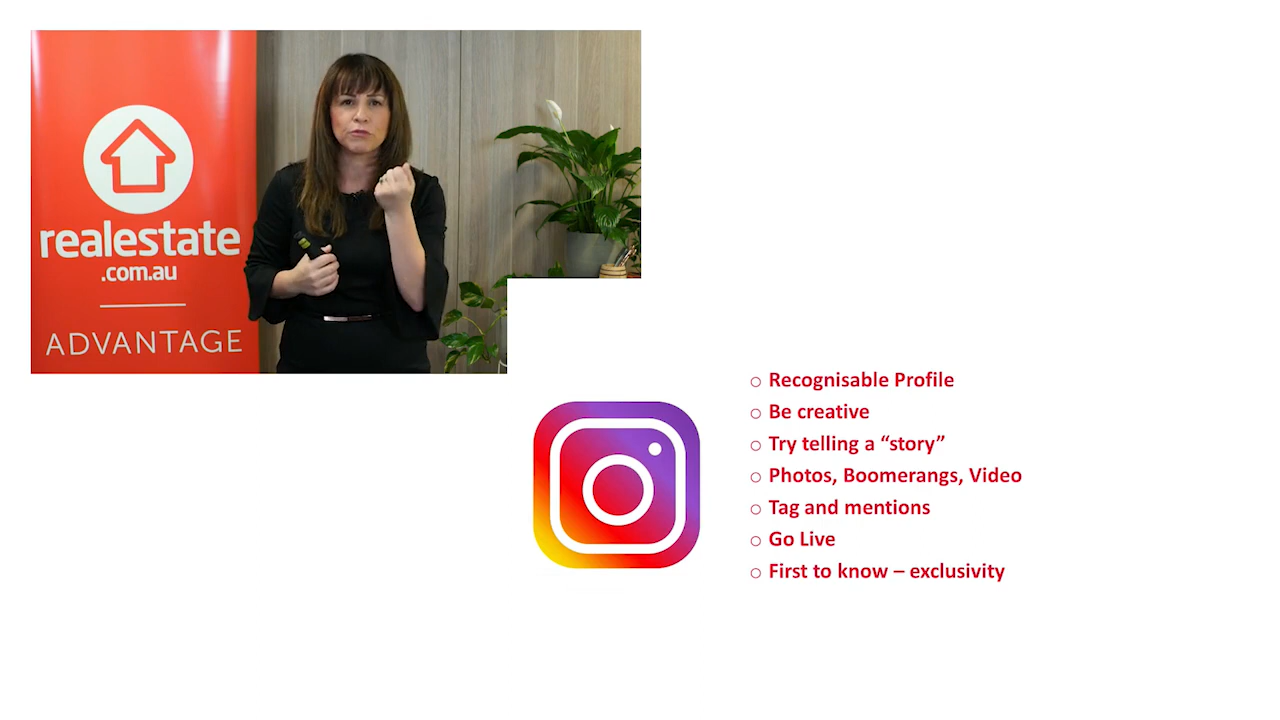 realestate
.com.au
ADVANTAGE
○ Recognisable Profile
○ Be creative
○ Try telling a “story”
○ Photos, Boomerangs, Video
○ Tag and mentions
○ Go Live
○ First to know – exclusivity